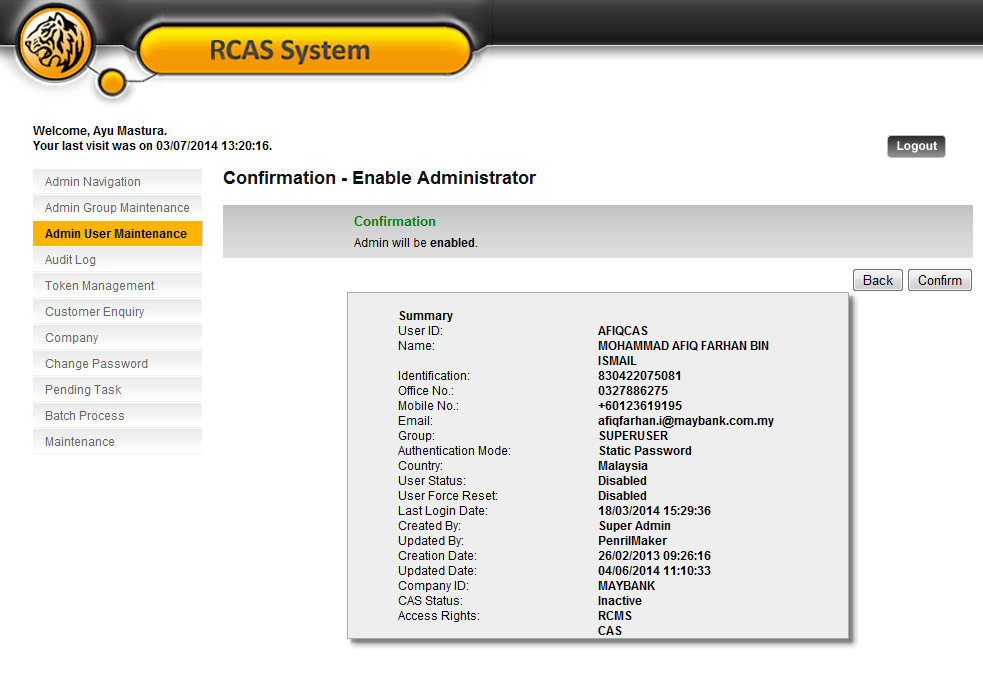 RCAS System
Welcome, Ayu Mastura.
Your last visit was on 03/07/2014 13:20:16.
Logout
Admin Navigation
Admin Group Maintenance
Admin User Maintenance
Audit Log
Token Management
Customer Enquiry
Company
Change Password
Pending Task
Batch Process
Maintenance
Confirmation - Enable Administrator
Confirmation
Admin will be enabled.
Back Confirm
Summary
User ID: AFIQCAS
Name: MOHAMMAD AFIQ FARHAN BIN
ISMAIL
Identification: 830422075081
Office No.: 0327886275
Mobile No.: +60123619195
Email: afiqfarhan.i@maybank.com.my
Group: SUPERUSER
Authentication Mode: Static Password
Country: Malaysia
User Status: Disabled
User Force Reset: Disabled
Last Login Date: 18/03/2014 15:29:36
Created By: Super Admin
Updated By: PenrilMaker
Creation Date: 26/02/2013 09:26:16
Updated Date: 04/06/2014 11:10:33
Company ID: MAYBANK
CAS Status: Inactive
Access Rights: RCMS
CAS